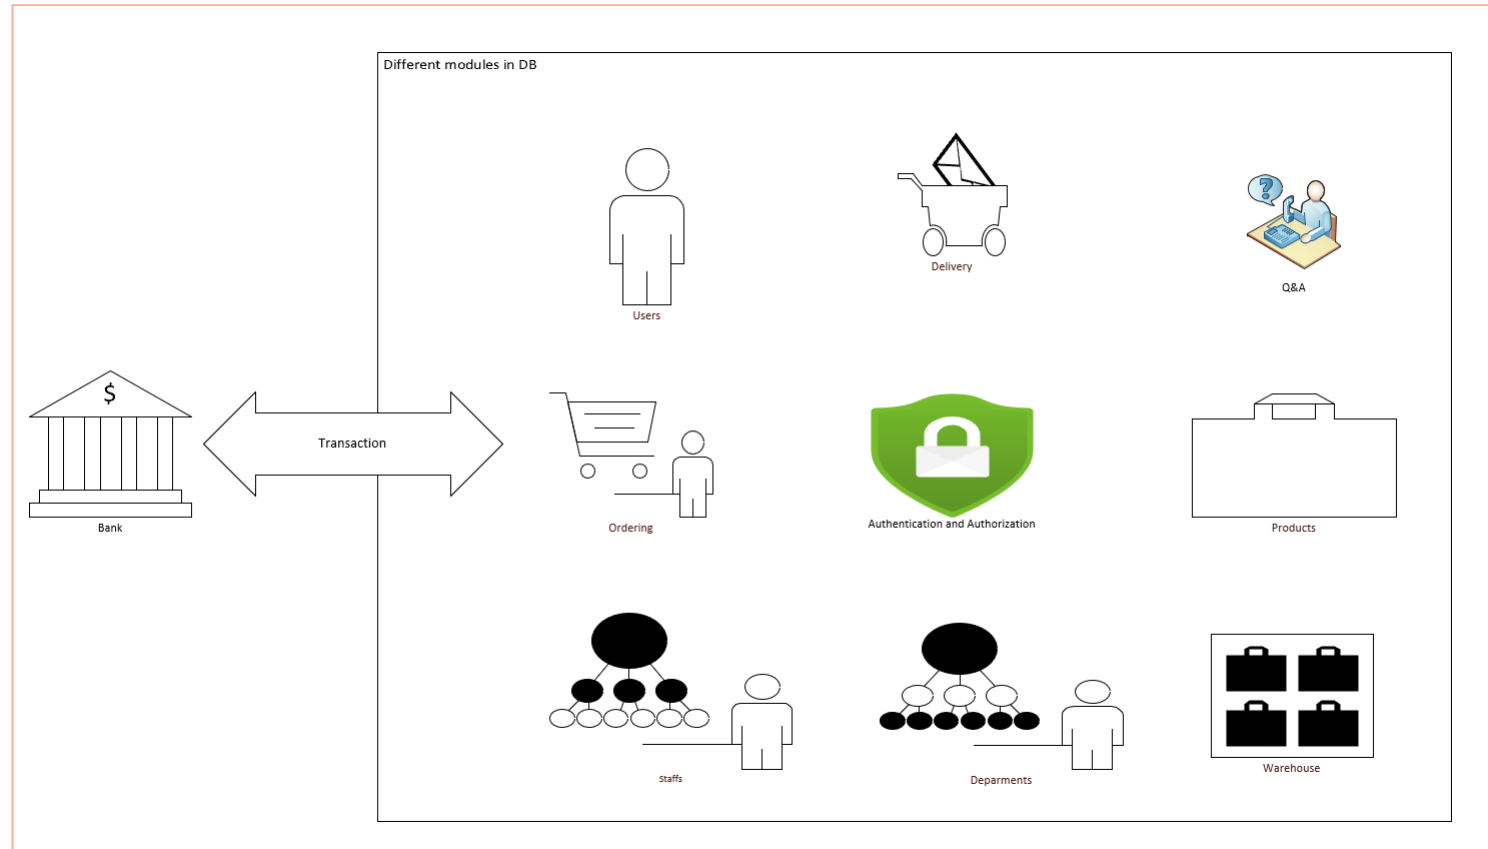 Different modules in DB
Users
Delivery
?
Q&A
$
Bank
Transaction
Ordering
Authentication and Authorization
Products
Staffs
Deparments
Warehouse